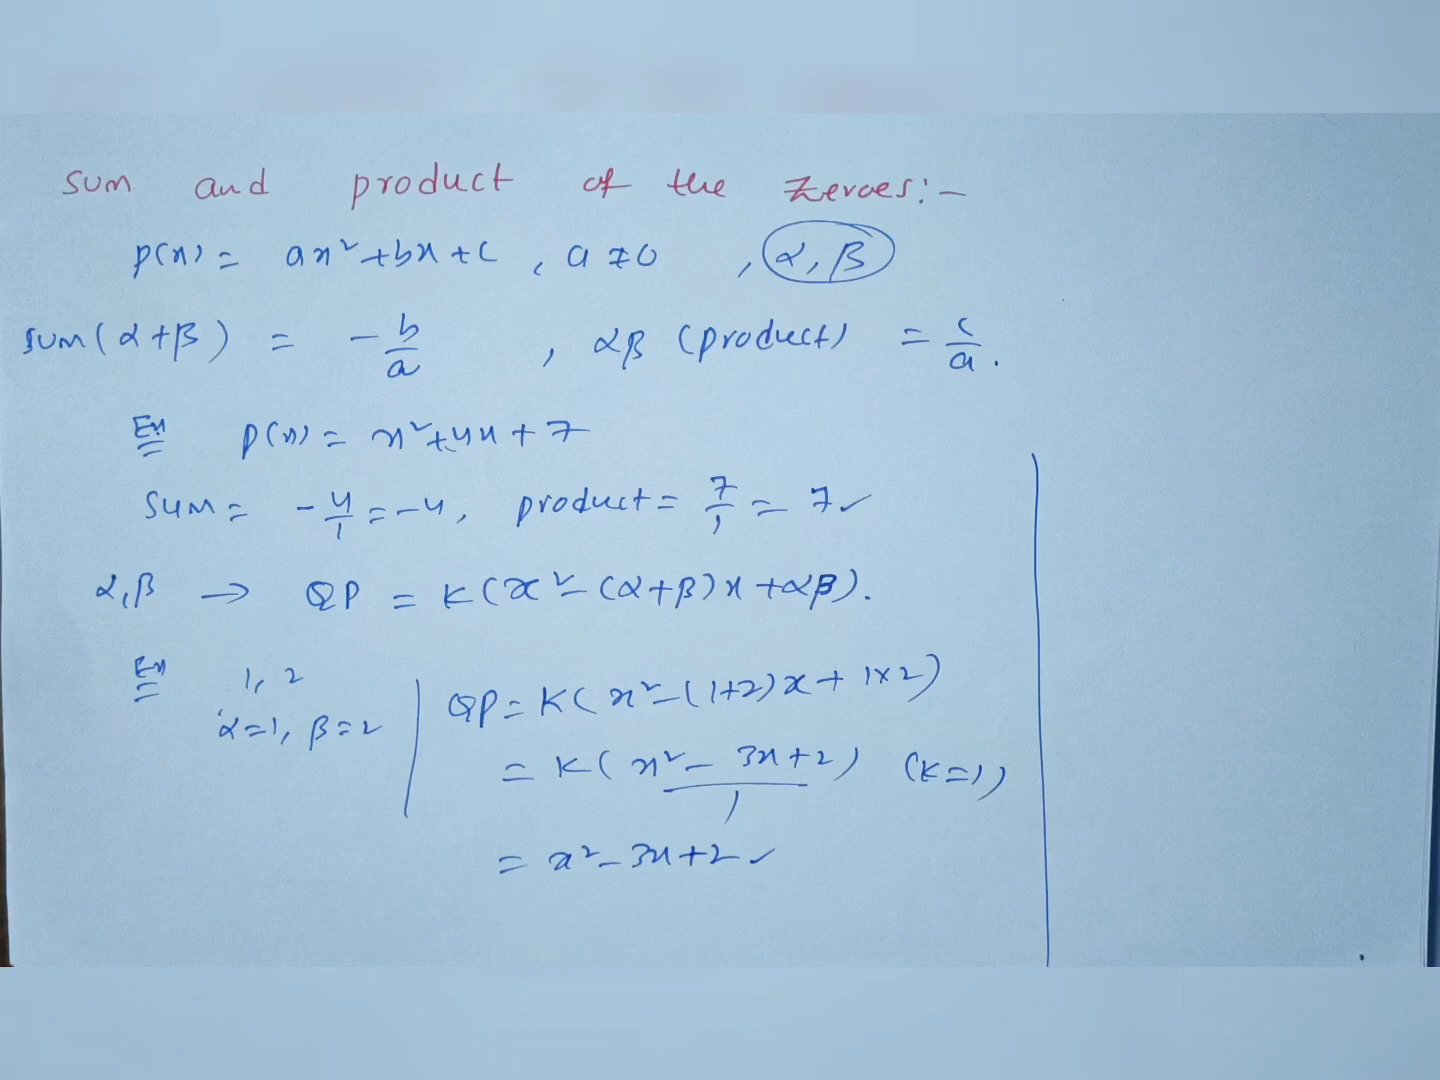 Sum and product of the zeroes:-
p(x) = ax²+bx+c , a≠0 , α, β
sum(α+β) = -b/a , αβ (product) = c/a.
Ex p(x) = x²+4x+7
Sum = -4/1 = -4, product = 7/1 = 7✓
α,β → QP = K(x²-(α+β)x+αβ).
Ex 1, 2
α=1, β=2
QP = K(x²-(1+2)x+1×2)
= K(x²-3x+2) (K=1)
1
= x²-3x+2✓